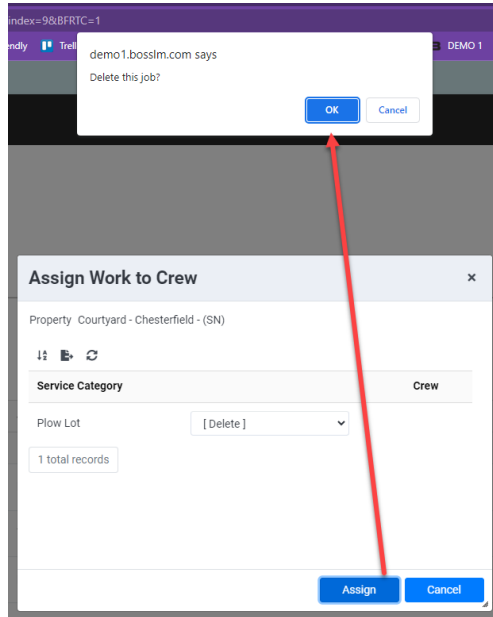 index=9&BFRTC=1
Trell
DEMO 1
demo1.bosslm.com says
Delete this job?
OK Cancel
Assign Work to Crew ×
Property Courtyard - Chesterfield - (SN)
Service Category Crew
Plow Lot [ Delete ]
1 total records
Assign Cancel